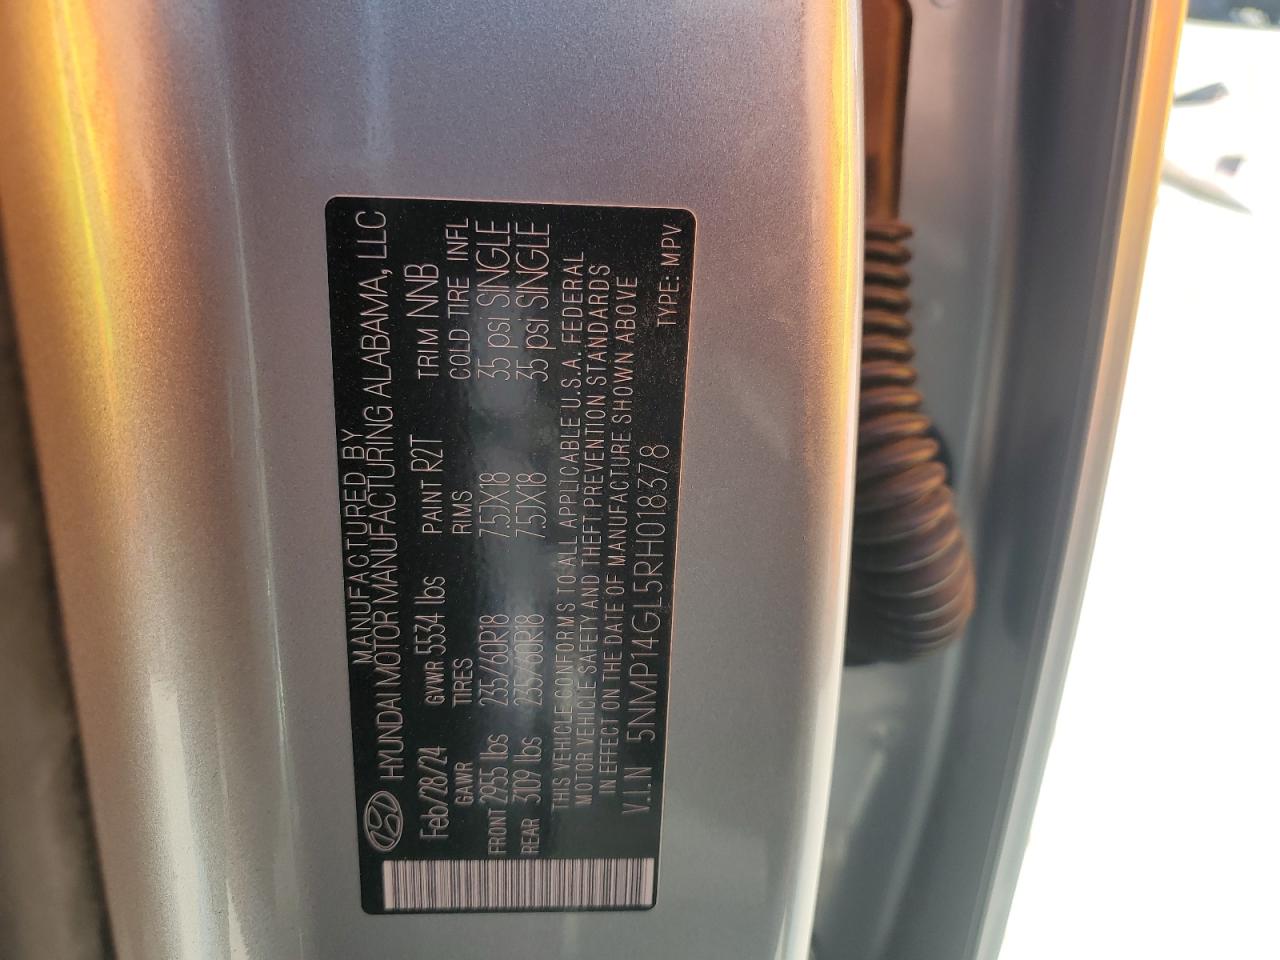 MANUFACTURED BY
HYUNDAI MOTOR MANUFACTURING ALABAMA, LLC
Feb/28/24 GVWR 5534 lbs PAINT R2T TRIM NNB
GAWR TIRES RIMS COLD TIRE INFL
FRONT 2955 lbs 235/60R18 7.5JX18 35 psi SINGLE
REAR 3109 lbs 235/60R18 7.5JX18 35 psi SINGLE
THIS VEHICLE CONFORMS TO ALL APPLICABLE U.S.A. FEDERAL
MOTOR VEHICLE SAFETY AND THEFT PREVENTION STANDARDS
IN EFFECT ON THE DATE OF MANUFACTURE SHOWN ABOVE
V.I.N 5NMP14GL5RH018378 TYPE: MPV